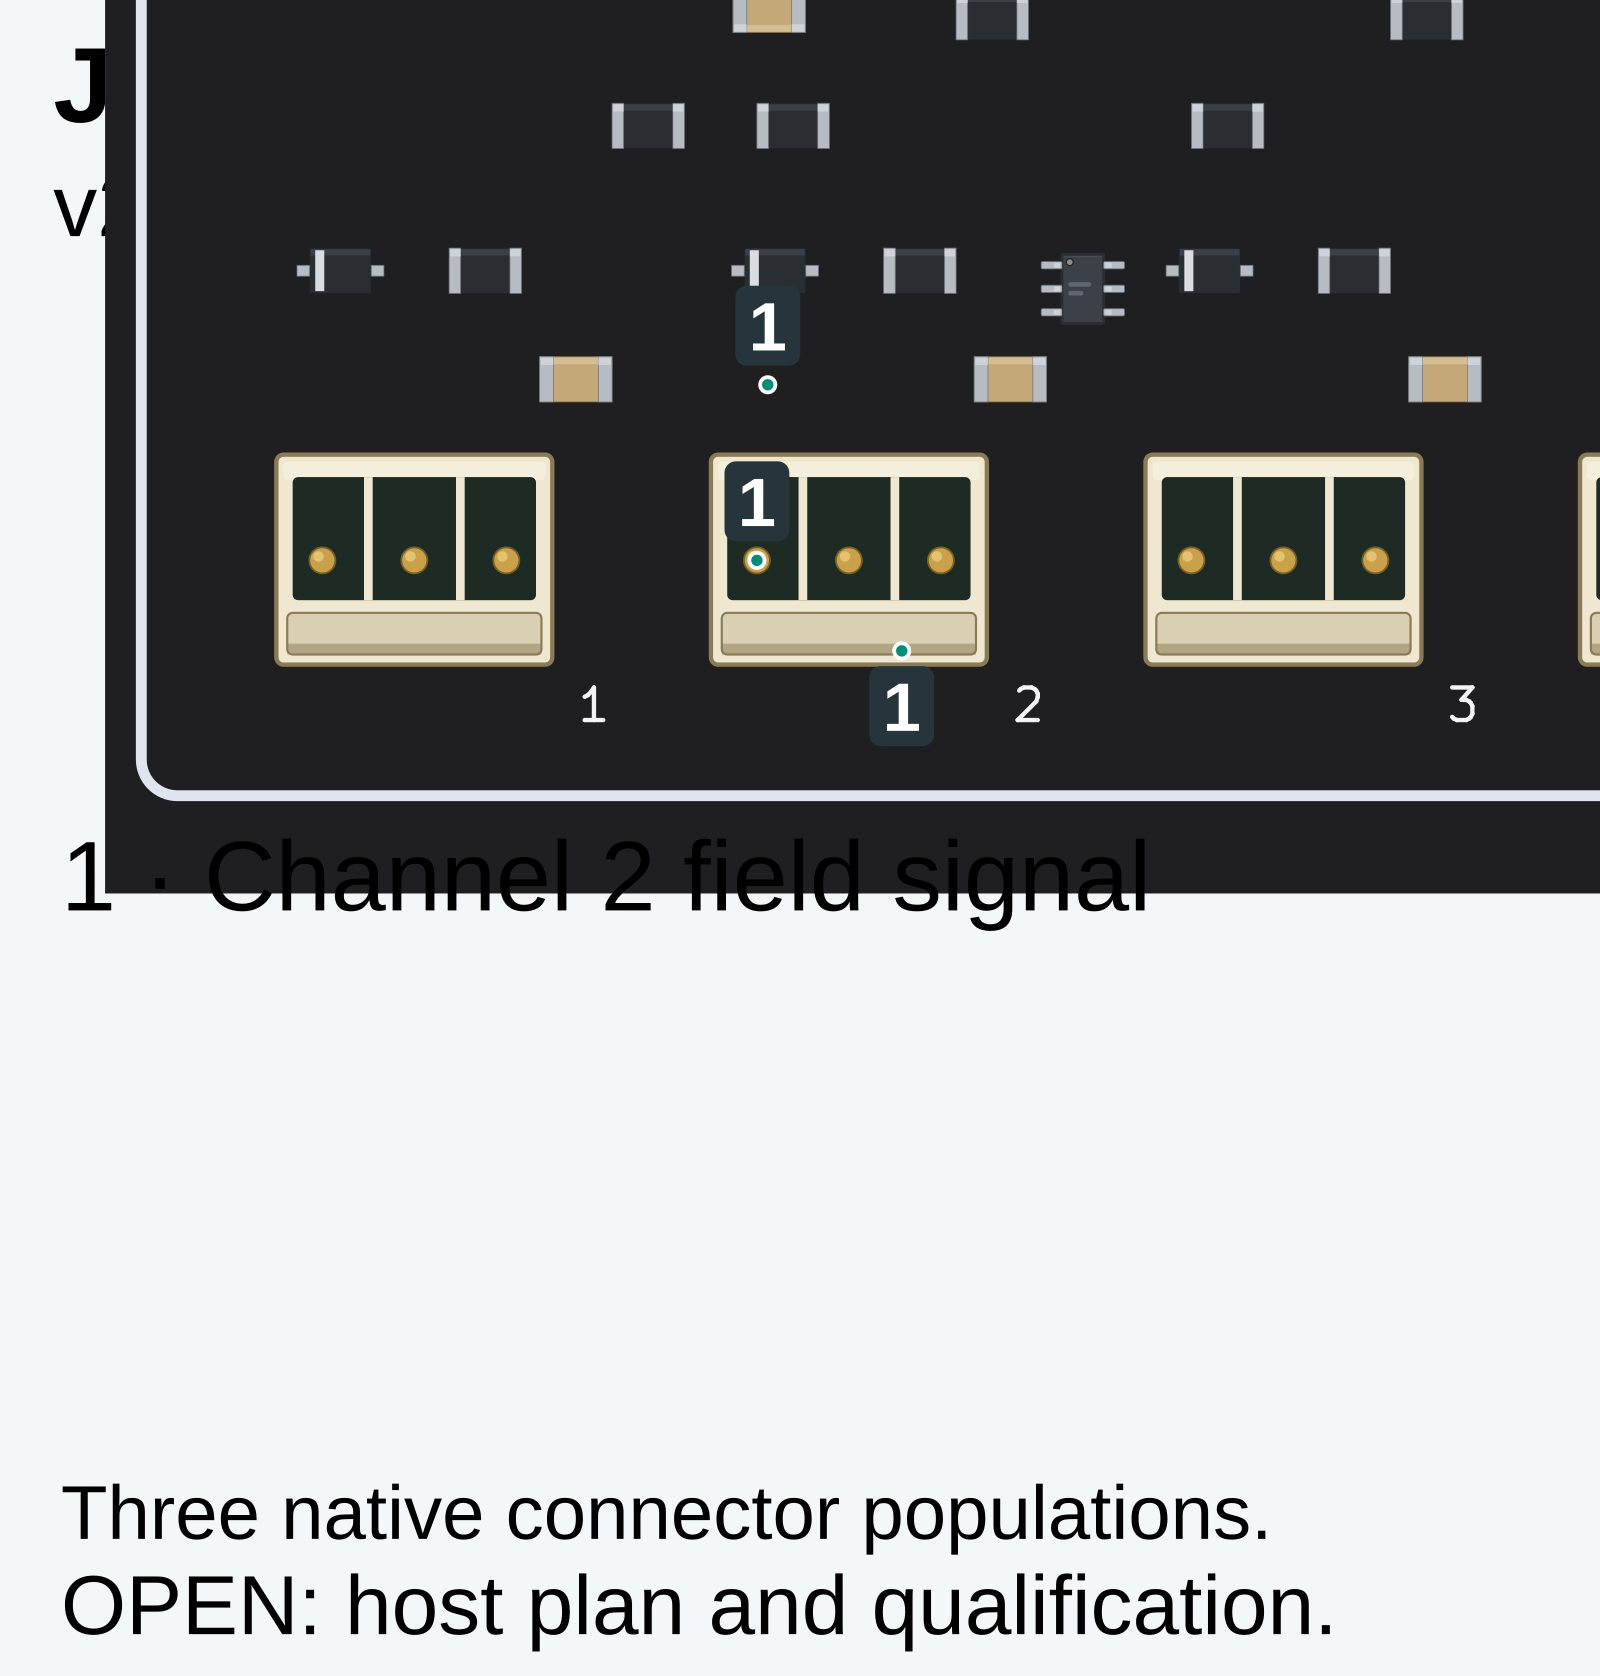 J
v2
1
1
1 2 3
1
1 · Channel 2 field signal
Three native connector populations.
OPEN: host plan and qualification.